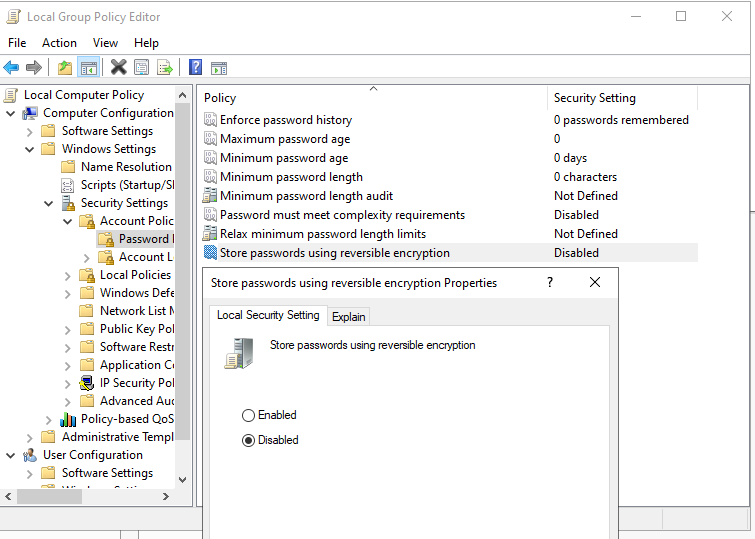 Local Group Policy Editor
File Action View Help
Local Computer Policy
Computer Configuration
Software Settings
Windows Settings
Name Resolution
Scripts (Startup/Sh
Security Settings
Account Polic
Password
Account L
Local Policies
Windows Defe
Network List M
Public Key Pol
Software Restr
Application C
IP Security Pol
Advanced Auc
Policy-based QoS
Administrative Templ
User Configuration
Software Settings
Policy Security Setting
Enforce password history 0 passwords remembered
Maximum password age 0
Minimum password age 0 days
Minimum password length 0 characters
Minimum password length audit Not Defined
Password must meet complexity requirements Disabled
Relax minimum password length limits Not Defined
Store passwords using reversible encryption Disabled
Store passwords using reversible encryption Properties ?
Local Security Setting Explain
Store passwords using reversible encryption
Enabled
Disabled